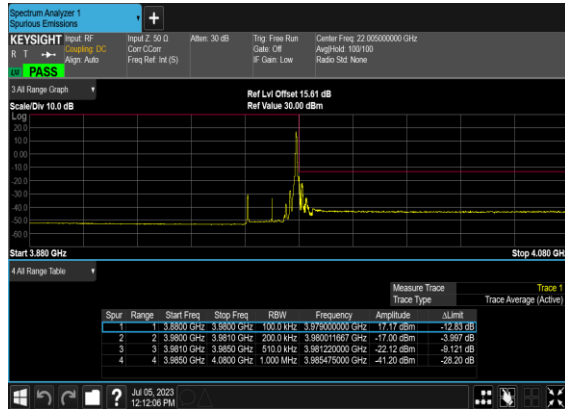 Spectrum Analyzer 1
Spurious Emissions
+
KEYSIGHT Input: RF Input Z: 50 Ω Atten: 30 dB Trig: Free Run Center Freq: 22.005000000 GHz
R T Coupling: DC Corr CCorr Gate: Off Avg|Hold: 100/100
Align: Auto Freq Ref: Int (S) IF Gain: Low Radio Std: None
PASS
3 All Range Graph Ref Lvl Offset 15.61 dB
Scale/Div 10.0 dB Ref Value 30.00 dBm
Log
20.0
10.0
0.00
-10.0
-20.0
-30.0
-40.0
-50.0
-60.0
Start 3.880 GHz Stop 4.080 GH
4 All Range Table
Measure Trace Trace 1
Trace Type Trace Average (Active)
Spur Range Start Freq Stop Freq RBW Frequency Amplitude ΔLimit
1 1 3.8800 GHz 3.9800 GHz 100.0 kHz 3.979000000 GHz 17.17 dBm -12.83 dB
2 2 3.9800 GHz 3.9810 GHz 200.0 kHz 3.980011667 GHz -17.00 dBm -3.997 dB
3 3 3.9810 GHz 3.9850 GHz 510.0 kHz 3.981220000 GHz -22.12 dBm -9.121 dB
4 4 3.9850 GHz 4.0800 GHz 1.000 MHz 3.985475000 GHz -41.20 dBm -28.20 dB
? Jul 05, 2023
12:12:06 PM